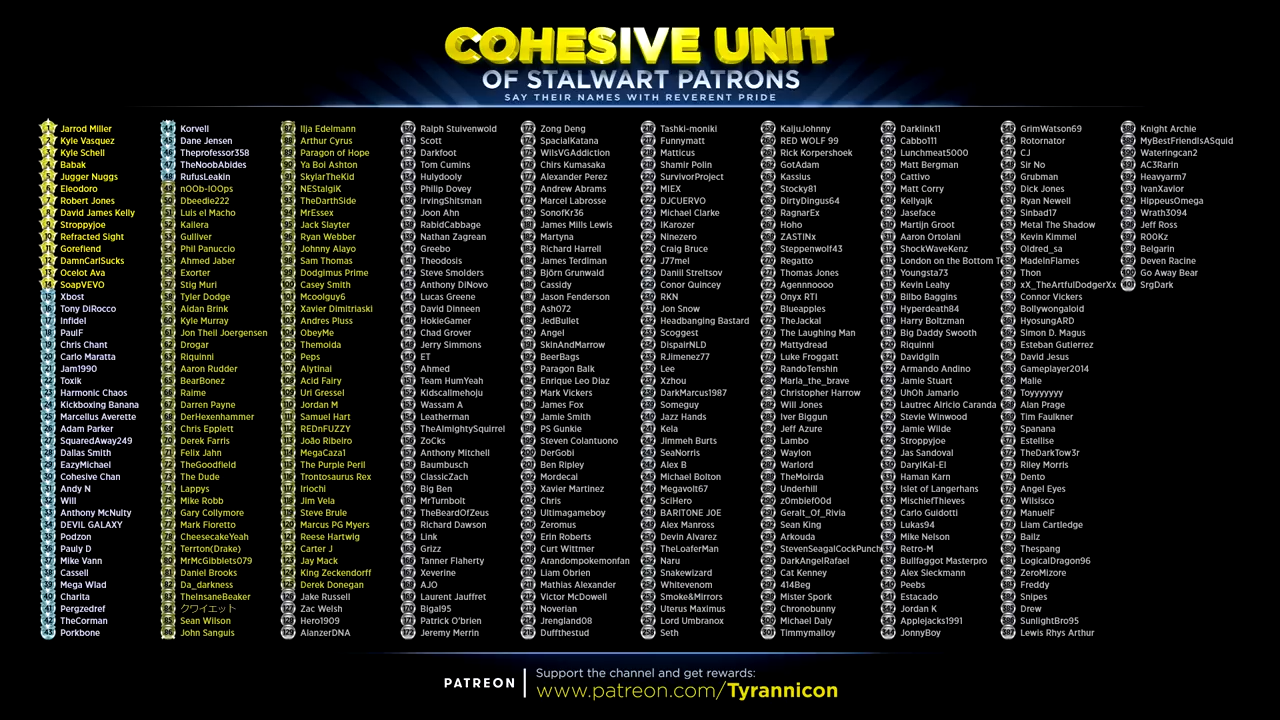 COHESIVE UNIT
OF STALWART PATRONS
SAY THEIR NAMES WITH REVERENT PRIDE
Jarrod Miller
Kyle Vasquez
Kyle Schell
Babak
Jugger Nuggs
Eleodoro
Robert Jones
David James Kelly
Stroppyjoe
Refracted Sight
Gorefiend
DamnCarlSucks
Ocelot Ava
SoapVEVO
Xbost
Tony DiRocco
Infidel
PaulF
Chris Chant
Carlo Maratta
Jam1990
Toxik
Harmonic Chaos
Kickboxing Banana
Marcellus Averette
Adam Parker
SquaredAway249
Dallas Smith
EazyMichael
Cohesive Chan
Andy N
Will
Anthony McNulty
DEVIL GALAXY
Podzon
Pauly D
Mike Vann
Cassell
Mega Wlad
Charita
Pergzedref
TheCorman
Porkbone
Korvell
Dane Jensen
Theprofessor358
TheNoobAbides
RufusLeakin
nOOb-lOOps
Dbeedle222
Luis el Macho
Kailera
Gulliver
Phil Panuccio
Ahmed Jaber
Exorter
Stig Muri
Tyler Dodge
Aidan Brink
Kyle Murray
Jon Theil Joergensen
Drogar
Riquinni
Aaron Rudder
BearBonez
Raime
Darren Payne
DerHexenhammer
Chris Epplett
Derek Farris
Felix Jahn
TheGoodfield
The Dude
Lappys
Mike Robb
Gary Collymore
Mark Floretto
CheesecakeYeah
Terrton(Drake)
MrMcGibblets079
Daniel Brooks
Da_darkness
TheInsaneBeaker
クワイエット
Sean Wilson
John Sanguis
Ilja Edelmann
Arthur Cyrus
Paragon of Hope
Ya Boi Ashton
SkylarTheKid
NEStalgiK
TheDarthSide
MrEssex
Jack Slayter
Ryan Webber
Johnny Alayo
Sam Thomas
Dodgimus Prime
Casey Smith
Mcoolguy6
Xavier Dimitriaski
Andres Pluss
ObeyMe
Themolda
Peps
Alytinai
Acid Fairy
Uri Gressel
Jordan M
Samuel Hart
REDnFUZZY
João Ribeiro
MegaCaza1
The Purple Peril
Trontosaurus Rex
Iriochi
Jim Vela
Steve Brule
Marcus PG Myers
Reese Hartwig
Carter J
Jay Mack
King Zeckendorff
Derek Donegan
Jake Russell
Zac Welsh
Hero1909
AlanzerDNA
Ralph Stuivenwold
Scott
Darkfoot
Tom Cumins
Hulydooly
Philip Dovey
IrvingShitsman
Joon Ahn
RabidCabbage
Nathan Zagrean
Greebo
Theodosis
Steve Smolders
Anthony DiNovo
Lucas Greene
David Dinneen
HokieGamer
Chad Grover
Jerry Simmons
ET
Ahmed
Team HumYeah
Kidscallmehoju
Wassam A
Leatherman
TheAlmightySquirrel
ZoCks
Anthony Mitchell
Baumbusch
ClassicZach
Big Ben
MrTurnbolt
TheBeardOfZeus
Richard Dawson
Link
Grizz
Tanner Flaherty
Xeverine
AJO
Laurent Jauffret
Bigal95
Patrick O'brien
Jeremy Merrin
Zong Deng
SpacialKatana
WilsVGAddiction
Chirs Kumasaka
Alexander Perez
Andrew Abrams
Marcel Labrosse
SonofKr36
James Mills Lewis
Martyna
Richard Harrell
James Terdiman
Björn Grunwald
Cassidy
Jason Fenderson
Ash072
JedBullet
Angel
SkinAndMarrow
BeerBags
Paragon Balk
Enrique Leo Diaz
Mark Vickers
James Fox
Jamie Smith
PS Gunkie
Steven Colantuono
DerGobi
Ben Ripley
Mordecai
Xavier Martinez
Chris
Ultimagameboy
Zeromus
Erin Roberts
Curt Wittmer
Arandompokemonfan
Liam Obrien
Mathias Alexander
Victor McDowell
Noverian
Jrengland08
Duffthestud
Tashki-moniki
Funnymatt
Matticus
Shamir Polin
SurvivorProject
MIEX
DJCUERVO
Michael Clarke
IKarozer
Ninezero
Craig Bruce
J77mel
Daniil Streltsov
Conor Quincey
RKN
Jon Snow
Headbanging Bastard
Scoggest
DispairNLD
RJimenez77
Lee
Xzhou
DarkMarcus1987
Someguy
Jazz Hands
Kela
Jimmeh Burts
SeaNorris
Alex B
Michael Bolton
Megavolt67
SciHero
BARITONE JOE
Alex Manross
Devin Alvarez
TheLoaferMan
Naru
Snakewizard
Whitevenom
Smoke&Mirrors
Uterus Maximus
Lord Umbranox
Seth
KaijuJohnny
RED WOLF 99
Rick Korpershoek
GotAdam
Kassius
Stocky81
DirtyDingus64
RagnarEx
Hoho
ZASTINx
Steppenwolf43
Regatto
Thomas Jones
Agennnoooo
Onyx RTI
Blueapples
TheJackal
The Laughing Man
Mattydread
Luke Froggatt
RandoTenshin
Marla_the_brave
Christopher Harrow
Will Jones
Iver Biggun
Jeff Azure
Lambo
Waylon
Warlord
TheMoirda
Underhill
z0mbief00d
Geralt_Of_Rivia
Sean King
Arkouda
StevenSeagalCockPunch
DarkAngelRafael
Cat Kenney
414Beg
Mister Spork
Chronobunny
Michael Daly
Timmymalloy
Darklink11
Cabbo111
Lunchmeat5000
Matt Bergman
Cattivo
Matt Corry
Kellyajk
Jaseface
Martijn Groot
Aaron Ortolani
ShockWaveKenz
London on the Bottom T
Youngsta73
Kevin Leahy
Bilbo Baggins
Hyperdeath84
Harry Boltzman
Big Daddy Swooth
Riquinni
Davidglin
Armando Andino
Jamie Stuart
UhOh Jamario
Lautrec Alricio Caranda
Stevie Winwood
Jamie Wilde
Stroppyjoe
Jas Sandoval
DarylKal-El
Haman Karn
Islet of Langerhans
MischiefThieves
Carlo Guidotti
Lukas94
Mike Nelson
Retro-M
Bullfaggot Masterpro
Alex Sieckmann
Peebs
Estacado
Jordan K
Applejacks1991
JonnyBoy
GrimWatson69
Rotornator
CJ
Sir No
Grubman
Dick Jones
Ryan Newell
Sinbad17
Metal The Shadow
Kevin Kimmel
Oldred_sa
MadeInFlames
Thon
xX_TheArtfulDodgerXx
Connor Vickers
Bollywongaloid
HyosungARD
Simon D. Magus
Esteban Gutierrez
David Jesus
Gameplayer2014
Malie
Toyyyyyyy
Alan Prage
Tim Faulkner
Spanana
Estellise
TheDarkTow3r
Riley Morris
Dento
Angel Eyes
Wilsisco
ManuelF
Liam Cartledge
Bailz
Thespang
LogicalDragon96
ZeroMizore
Freddy
Snipes
Drew
SunlightBro95
Lewis Rhys Arthur
Knight Archie
MyBestFriendisASquid
Wateringcan2
AC3Rarin
Heavyarm7
IvanXavior
HippeusOmega
Wrath3094
Jeff Ross
ROOKz
Belgarin
Deven Racine
Go Away Bear
SrgDark
PATREON
Support the channel and get rewards:
www.patreon.com/Tyrannicon